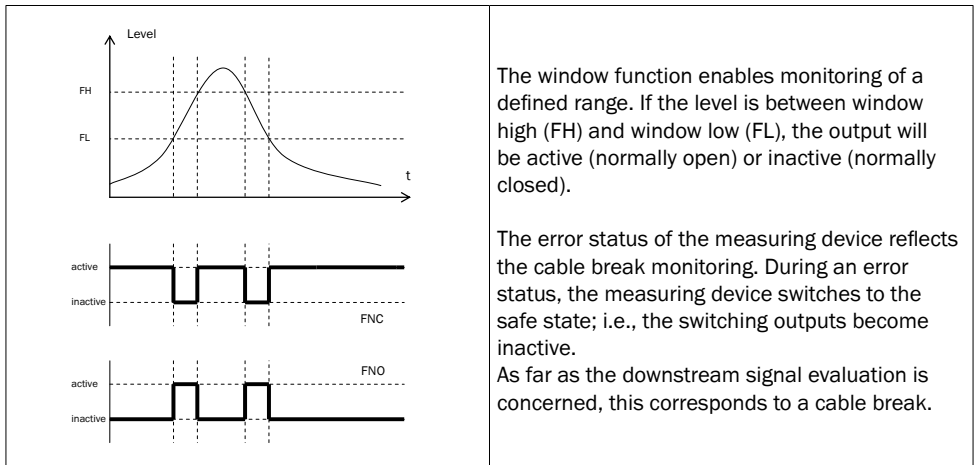 Level
FH
FL
t
active
inactive
FNC
FNO
active
inactive
The window function enables monitoring of a
defined range. If the level is between window
high (FH) and window low (FL), the output will
be active (normally open) or inactive (normally
closed).
The error status of the measuring device reflects
the cable break monitoring. During an error
status, the measuring device switches to the
safe state; i.e., the switching outputs become
inactive.
As far as the downstream signal evaluation is
concerned, this corresponds to a cable break.